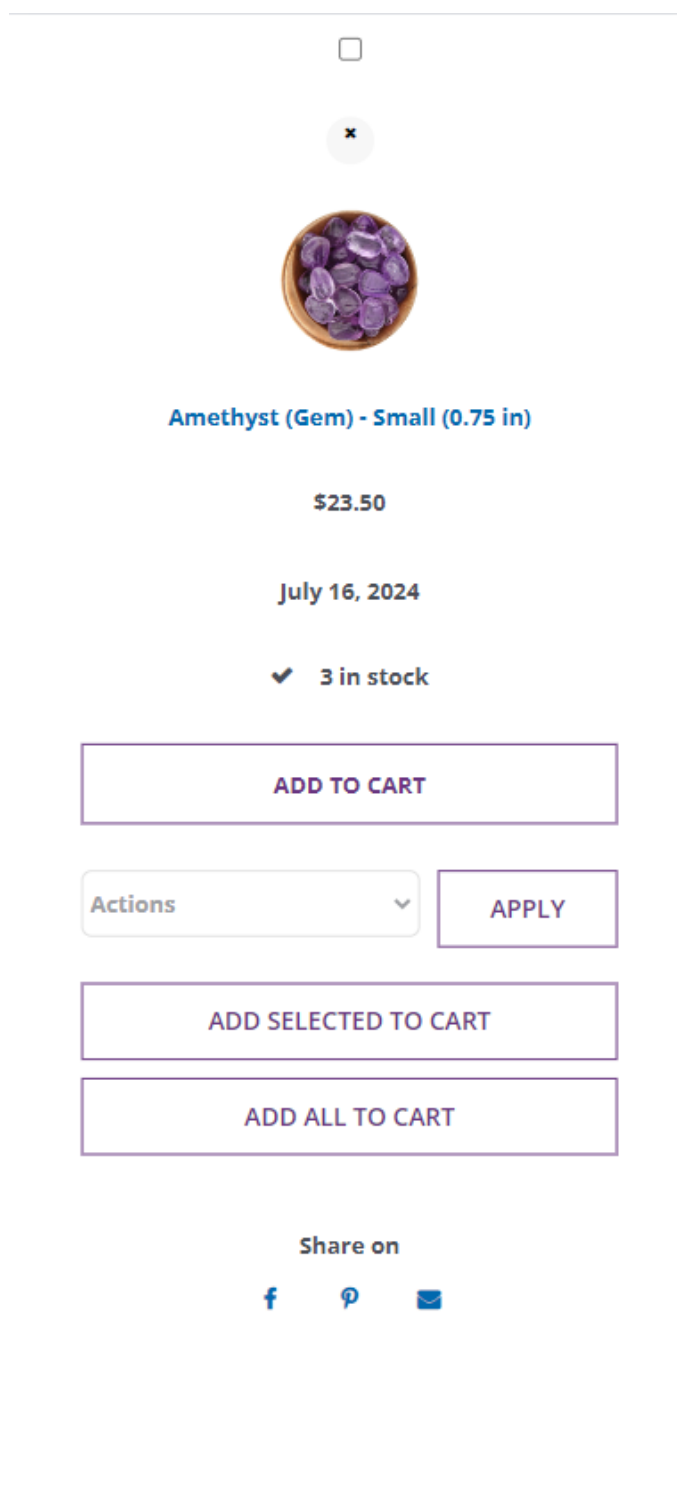 Amethyst (Gem) - Small (0.75 in)
$23.50
July 16, 2024
3 in stock
ADD TO CART
Actions
APPLY
ADD SELECTED TO CART
ADD ALL TO CART
Share on